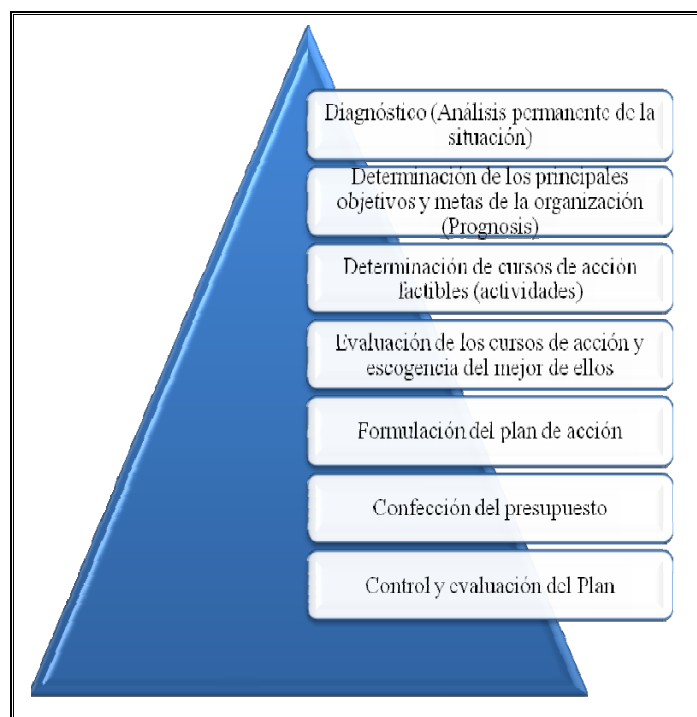 Diagnóstico (Análisis permanente de la
situación)
Determinación de los principales
objetivos y metas de la organización
(Prognosis)
Determinación de cursos de acción
factibles (actividades)
Evaluación de los cursos de acción y
escogencia del mejor de ellos
Formulación del plan de acción
Confección del presupuesto
Control y evaluación del Plan